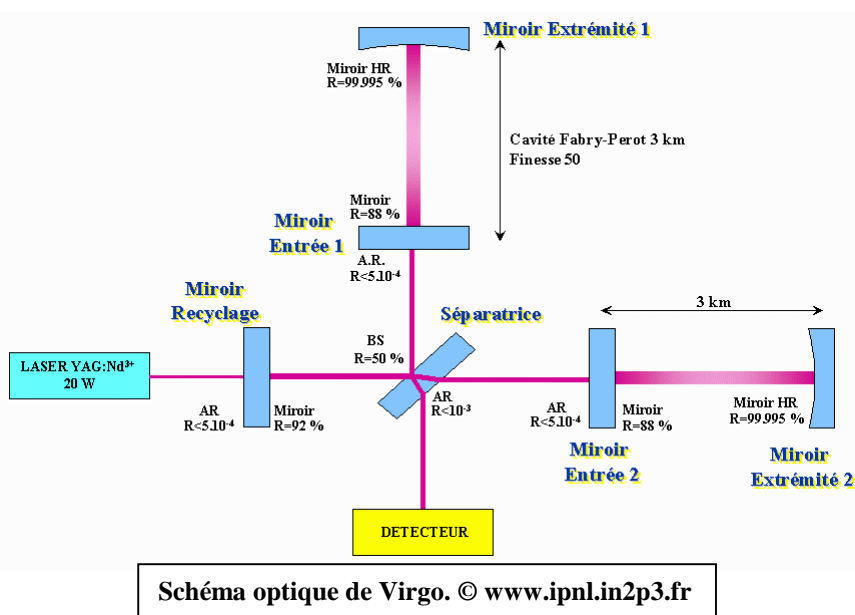 Miroir Extrémité 1
Miroir HR
R=99.995 %
Cavité Fabry-Perot 3 km
Finesse 50
Miroir
R=88 %
Miroir
Entrée 1
A.R.
R<5.10⁻⁴
Miroir
Recyclage
Séparatrice
3 km
BS
R=50 %
LASER YAG:Nd³⁺
20 W
AR
R<5.10⁻⁴
Miroir
R=92 %
AR
R<10⁻³
AR
R<5.10⁻⁴
Miroir
R=88 %
Miroir HR
R=99.995 %
Miroir
Entrée 2
Miroir
Extrémité 2
DETECTEUR
Schéma optique de Virgo. © www.ipnl.in2p3.fr